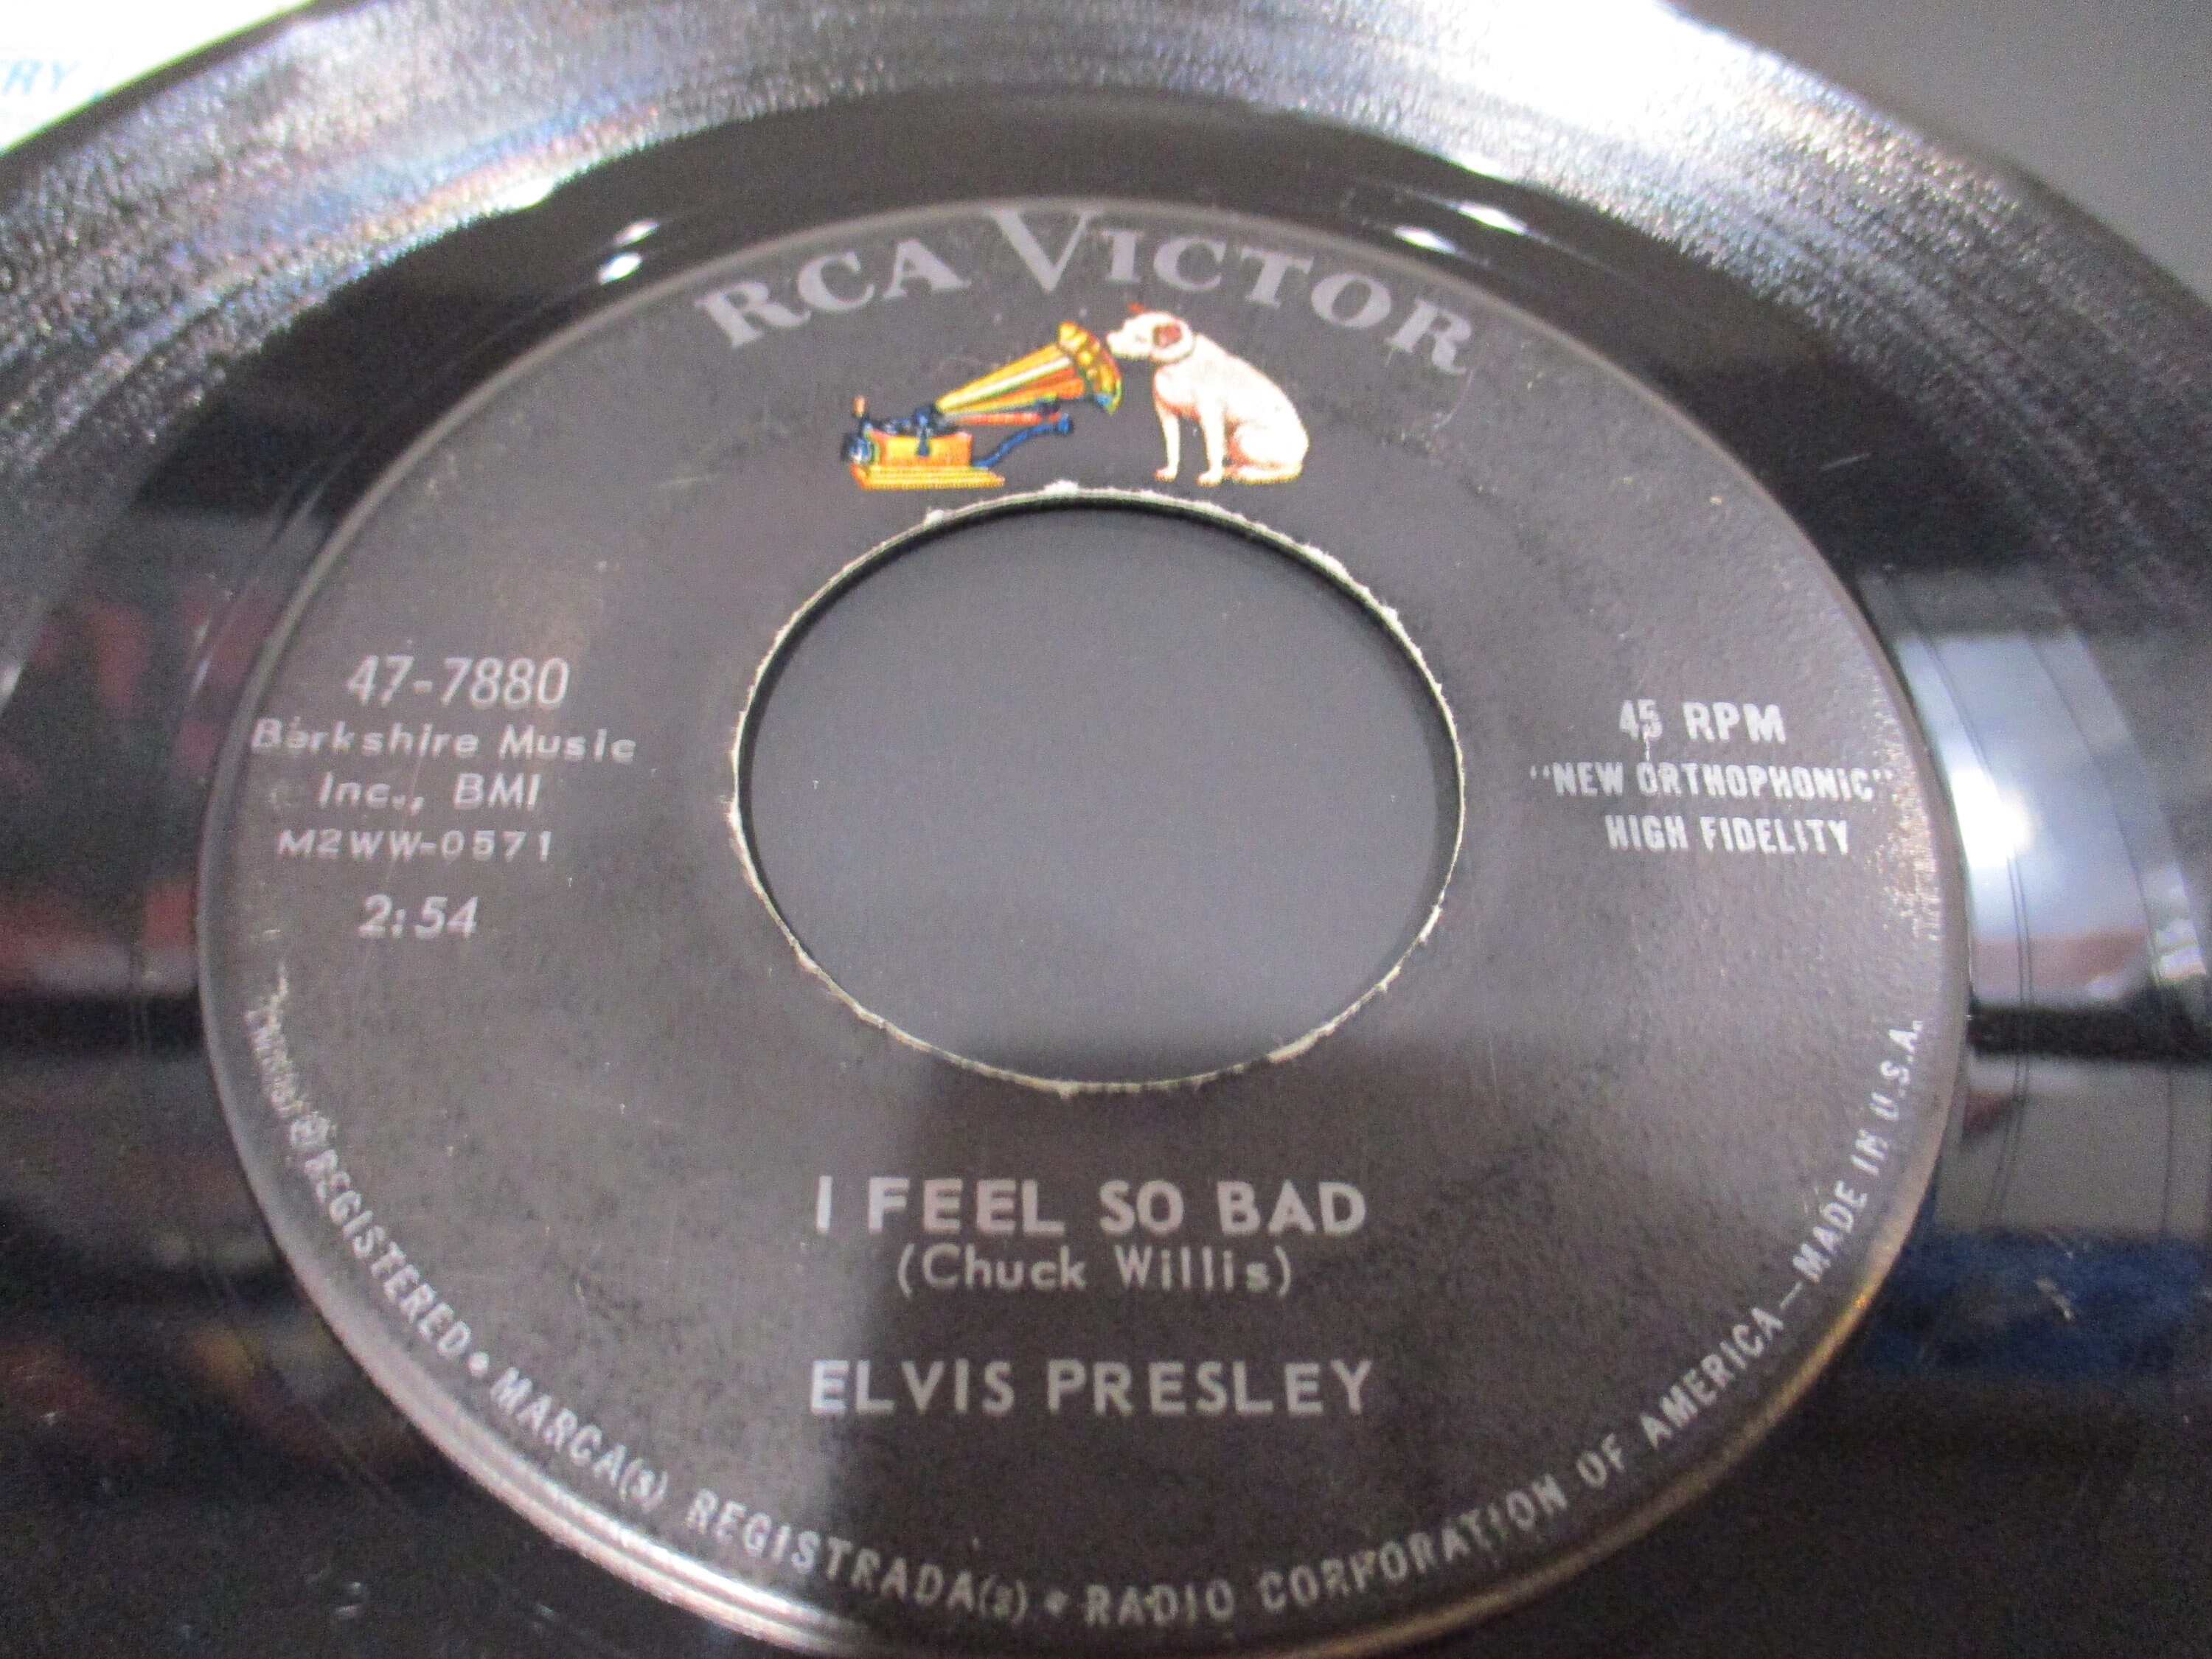 RY
RCA VICTOR
47-7880
Berkshire Music
Inc., BMI
M2WW-0571
2:54
45 RPM
"NEW ORTHOPHONIC"
HIGH FIDELITY
I FEEL SO BAD
(Chuck Willis)
ELVIS PRESLEY
REGISTERED • MARCA(s) REGISTRADA(s) • RADIO CORPORATION OF AMERICA—MADE IN U.S.A.